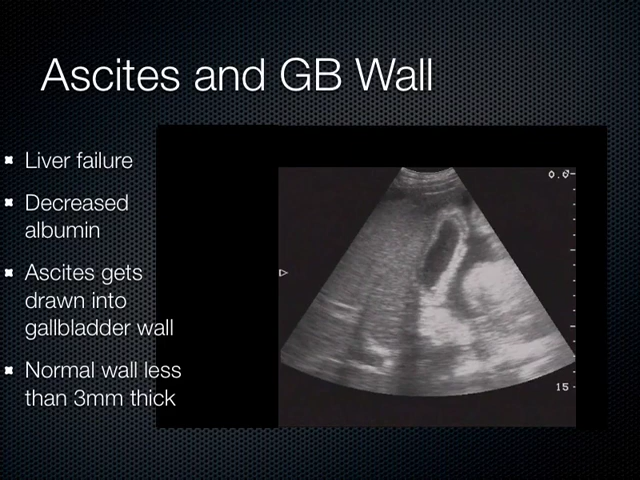 Ascites and GB Wall
Liver failure
Decreased
albumin
Ascites gets
drawn into
gallbladder wall
Normal wall less
than 3mm thick
0.0
15